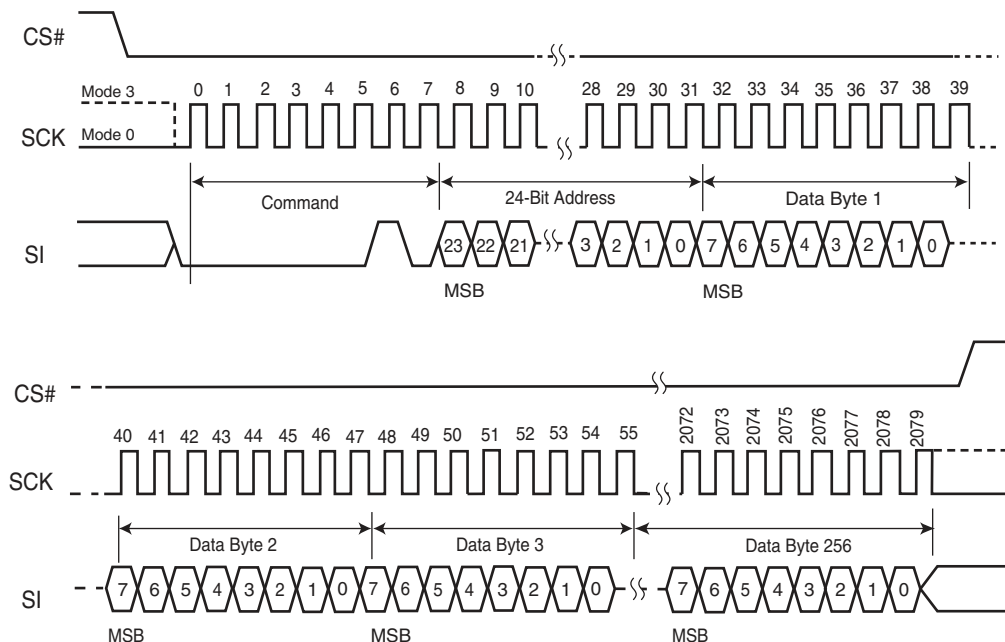 CS#
Mode 3
0 1 2 3 4 5 6 7 8 9 10 28 29 30 31 32 33 34 35 36 37 38 39
SCK
Mode 0
Command
24-Bit Address
Data Byte 1
SI
23 22 21 3 2 1 0 7 6 5 4 3 2 1 0
MSB
MSB
CS#
40 41 42 43 44 45 46 47 48 49 50 51 52 53 54 55 2072 2073 2074 2075 2076 2077 2078 2079
SCK
Data Byte 2
Data Byte 3
Data Byte 256
SI
7 6 5 4 3 2 1 0 7 6 5 4 3 2 1 0 7 6 5 4 3 2 1 0
MSB
MSB
MSB